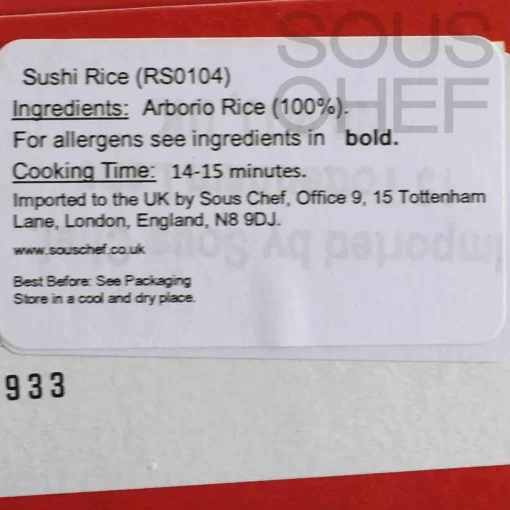 SOUS
CHEF
Sushi Rice (RS0104)
Ingredients: Arborio Rice (100%).
For allergens see ingredients in bold.
Cooking Time: 14-15 minutes.
Imported to the UK by Sous Chef, Office 9, 15 Tottenham
Lane, London, England, N8 9DJ.
www.souschef.co.uk
Best Before: See Packaging
Store in a cool and dry place.
933